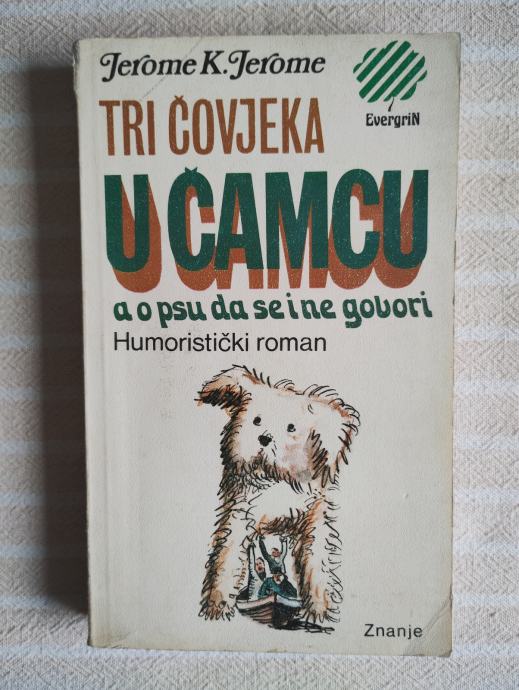 Jerome K. Jerome
EvergriN
TRI ČOVJEKA
U ČAMCU
a o psu da se i ne govori
Humoristički roman
Znanje